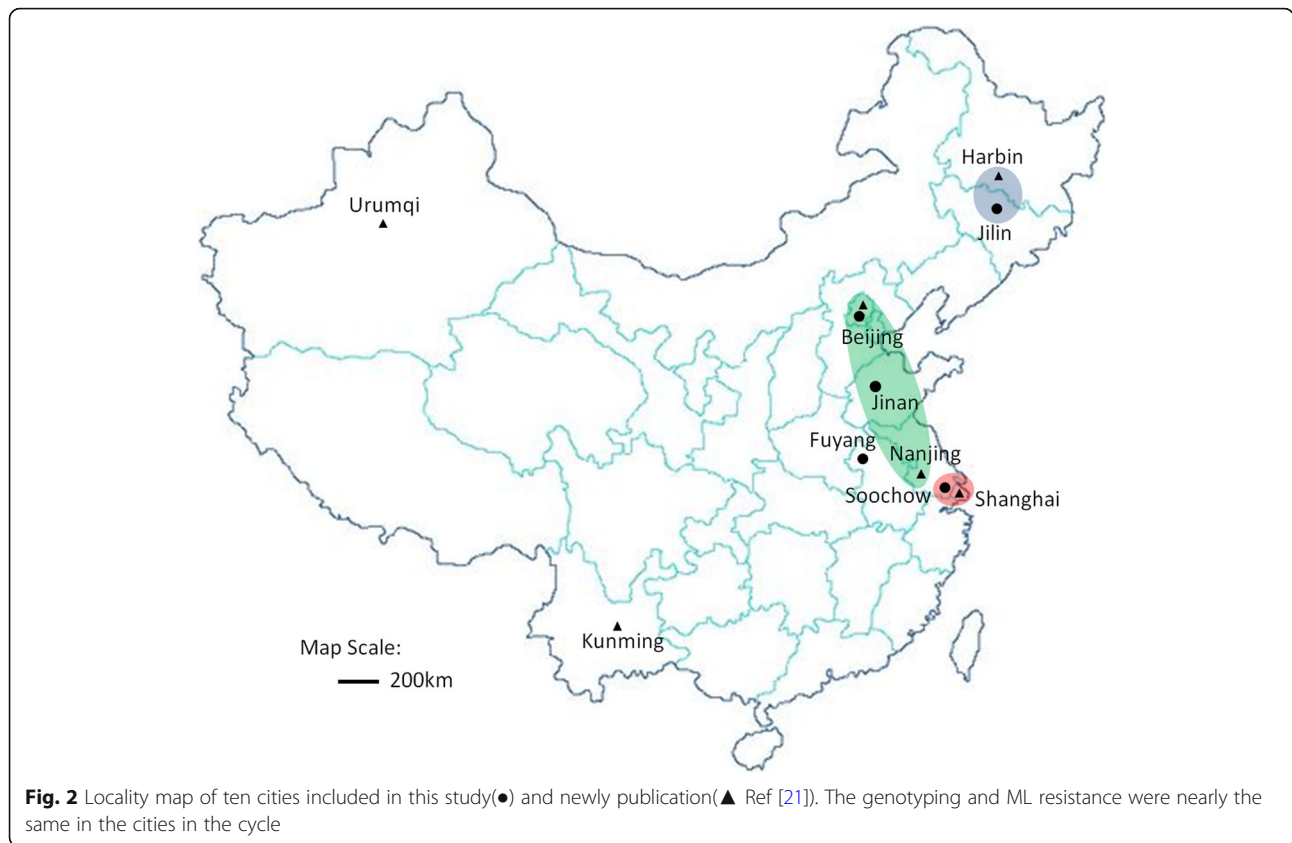 Harbin
Urumqi
Jilin
Beijing
Jinan
Fuyang
Nanjing
Soochow
Shanghai
Kunming
Map Scale:
200km
Fig. 2 Locality map of ten cities included in this study(●) and newly publication(▲ Ref [21]). The genotyping and ML resistance were nearly the
same in the cities in the cycle